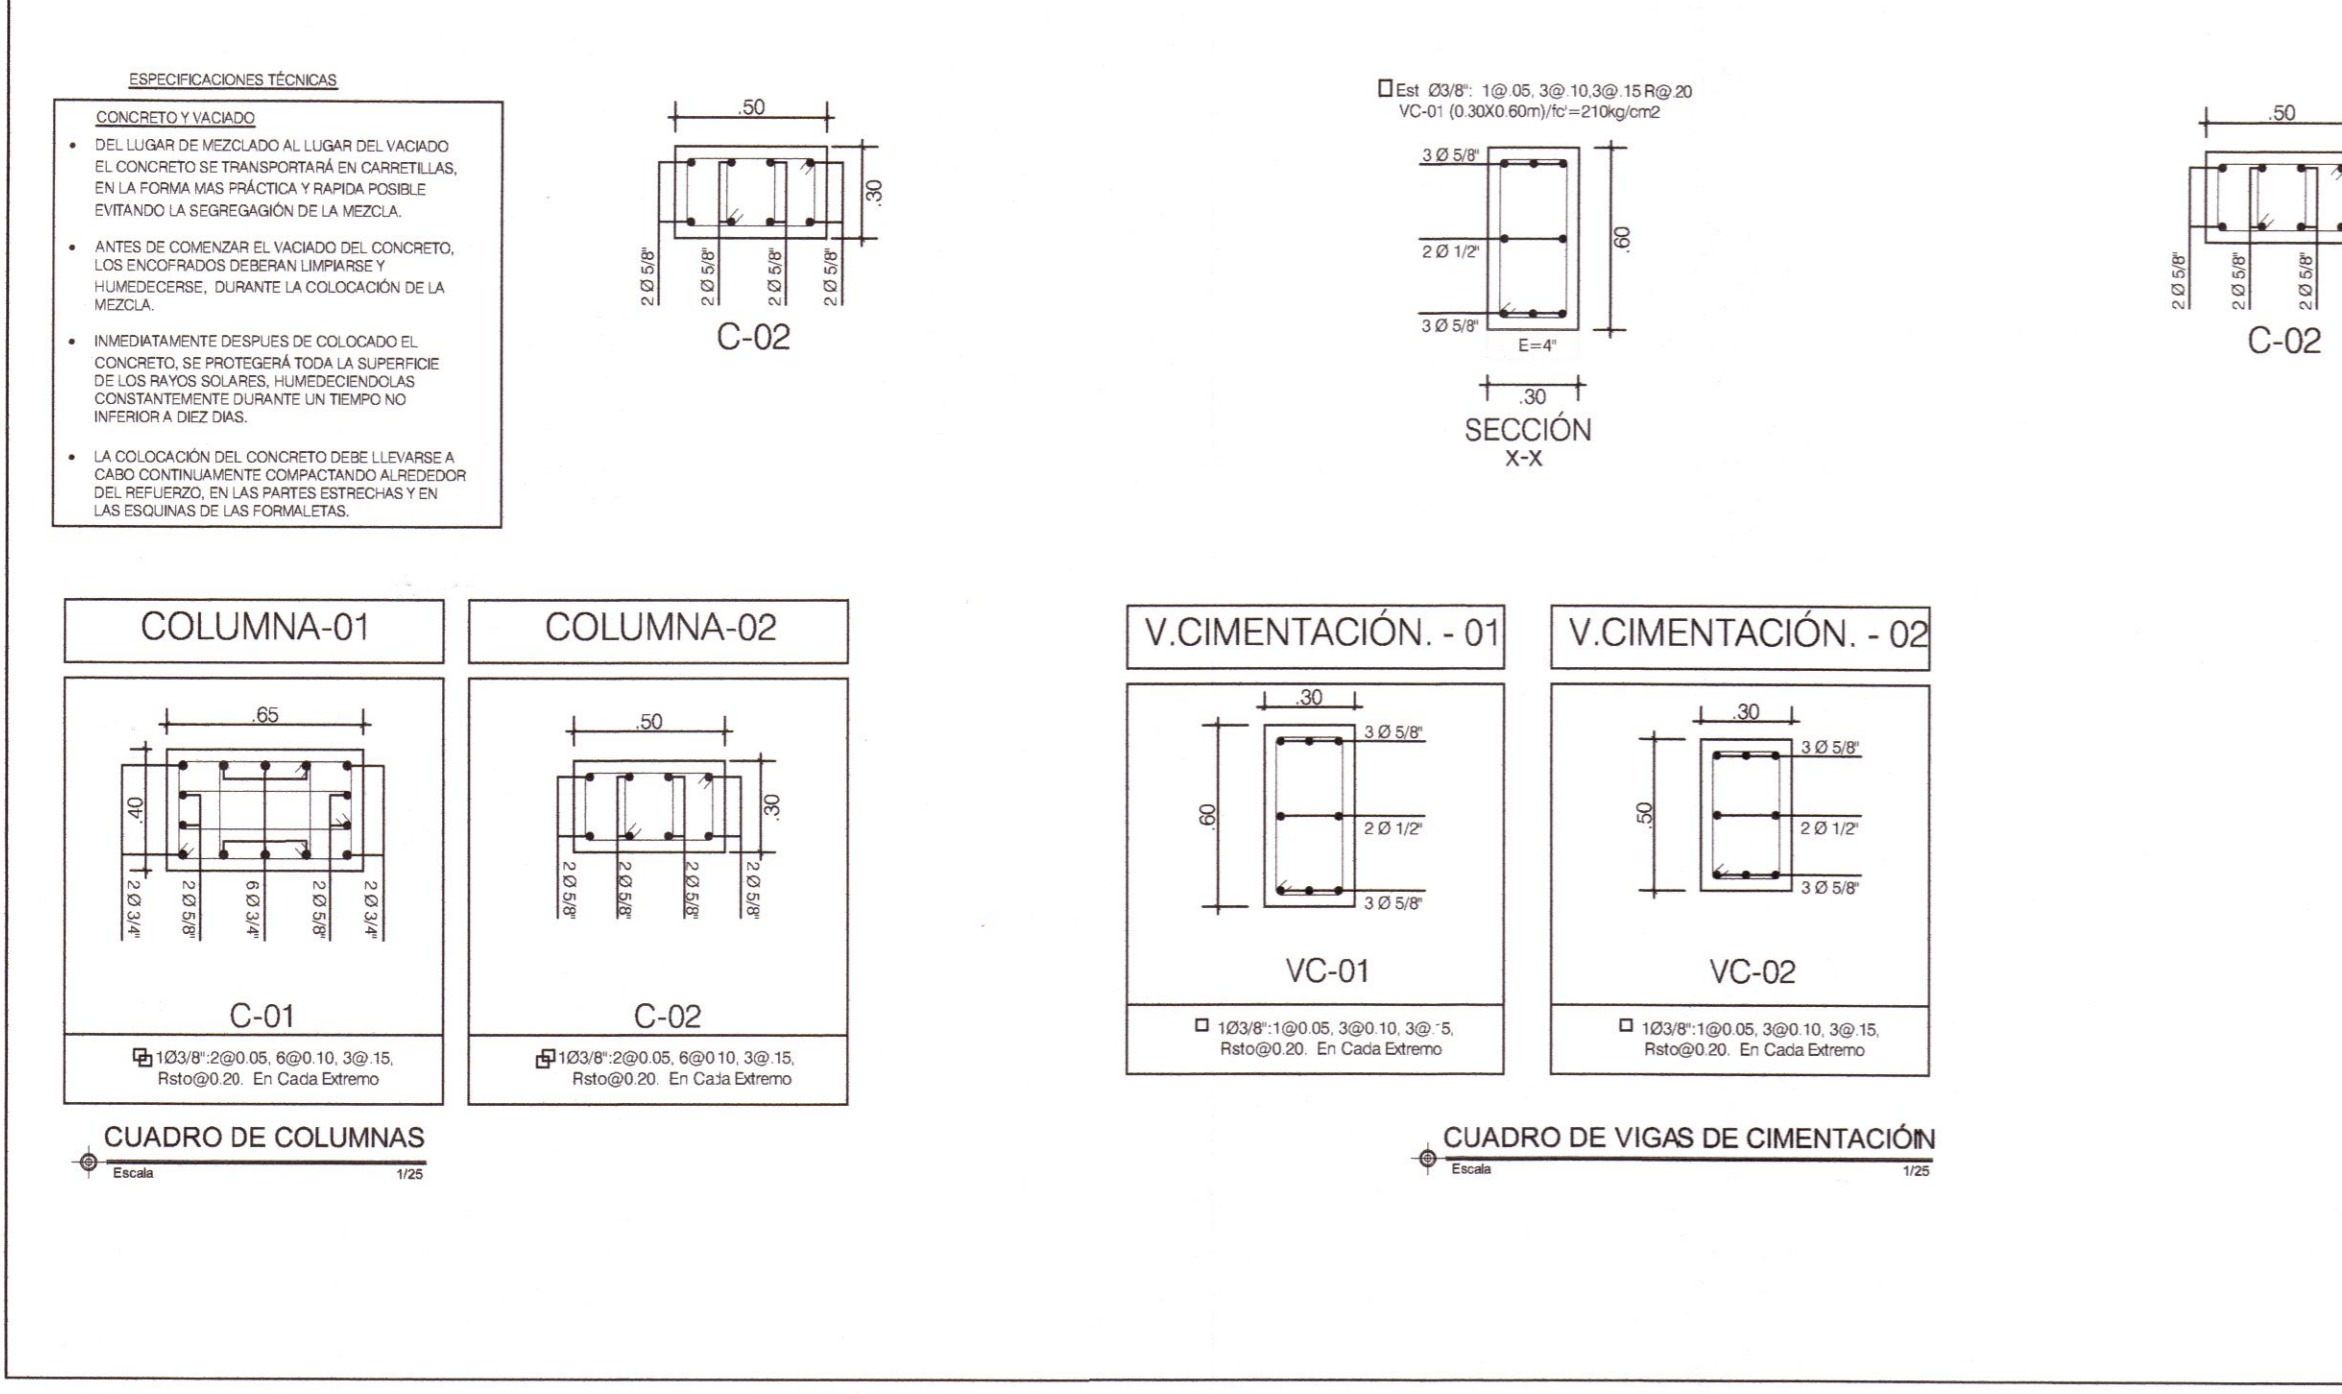 ESPECIFICACIONES TÉCNICAS
CONCRETO Y VACIADO
• DEL LUGAR DE MEZCLADO AL LUGAR DEL VACIADO
EL CONCRETO SE TRANSPORTARÁ EN CARRETILLAS,
EN LA FORMA MAS PRÁCTICA Y RAPIDA POSIBLE
EVITANDO LA SEGREGAGIÓN DE LA MEZCLA.
• ANTES DE COMENZAR EL VACIADO DEL CONCRETO,
LOS ENCOFRADOS DEBERAN LIMPIARSE Y
HUMEDECERSE, DURANTE LA COLOCACIÓN DE LA
MEZCLA.
• INMEDIATAMENTE DESPUES DE COLOCADO EL
CONCRETO, SE PROTEGERÁ TODA LA SUPERFICIE
DE LOS RAYOS SOLARES, HUMEDECIENDOLAS
CONSTANTEMENTE DURANTE UN TIEMPO NO
INFERIOR A DIEZ DIAS.
• LA COLOCACIÓN DEL CONCRETO DEBE LLEVARSE A
CABO CONTINUAMENTE COMPACTANDO ALREDEDOR
DEL REFUERZO, EN LAS PARTES ESTRECHAS Y EN
LAS ESQUINAS DE LAS FORMALETAS.
.50
.30
2 Ø 5/8"
2 Ø 5/8"
2 Ø 5/8"
2 Ø 5/8"
C-02
Est Ø3/8": 1@.05, 3@.10,3@.15 R@.20
VC-01 (0.30X0.60m)/fc'=210kg/cm2
3 Ø 5/8"
2 Ø 1/2"
3 Ø 5/8"
.60
E=4"
.30
SECCIÓN
X-X
.50
2 Ø 5/8"
2 Ø 5/8"
2 Ø 5/8"
C-02
COLUMNA-01
.65
.40
2 Ø 3/4"
2 Ø 5/8"
6 Ø 3/4"
2 Ø 5/8"
2 Ø 3/4"
C-01
1Ø3/8":2@0.05, 6@0.10, 3@.15,
Rsto@0.20. En Cada Extremo
COLUMNA-02
.50
.30
2 Ø 5/8"
2 Ø 5/8"
2 Ø 5/8"
2 Ø 5/8"
C-02
1Ø3/8":2@0.05, 6@0 10, 3@.15,
Rsto@0.20. En Cada Extremo
CUADRO DE COLUMNAS
Escala 1/25
V.CIMENTACIÓN. - 01
.30
.60
3 Ø 5/8"
2 Ø 1/2"
3 Ø 5/8"
VC-01
1Ø3/8":1@0.05, 3@0.10, 3@.15,
Rsto@0.20. En Cada Extremo
V.CIMENTACIÓN. - 02
.30
.50
3 Ø 5/8"
2 Ø 1/2"
3 Ø 5/8"
VC-02
1Ø3/8":1@0.05, 3@0.10, 3@.15,
Rsto@0.20. En Cada Extremo
CUADRO DE VIGAS DE CIMENTACIÓN
Escala 1/25